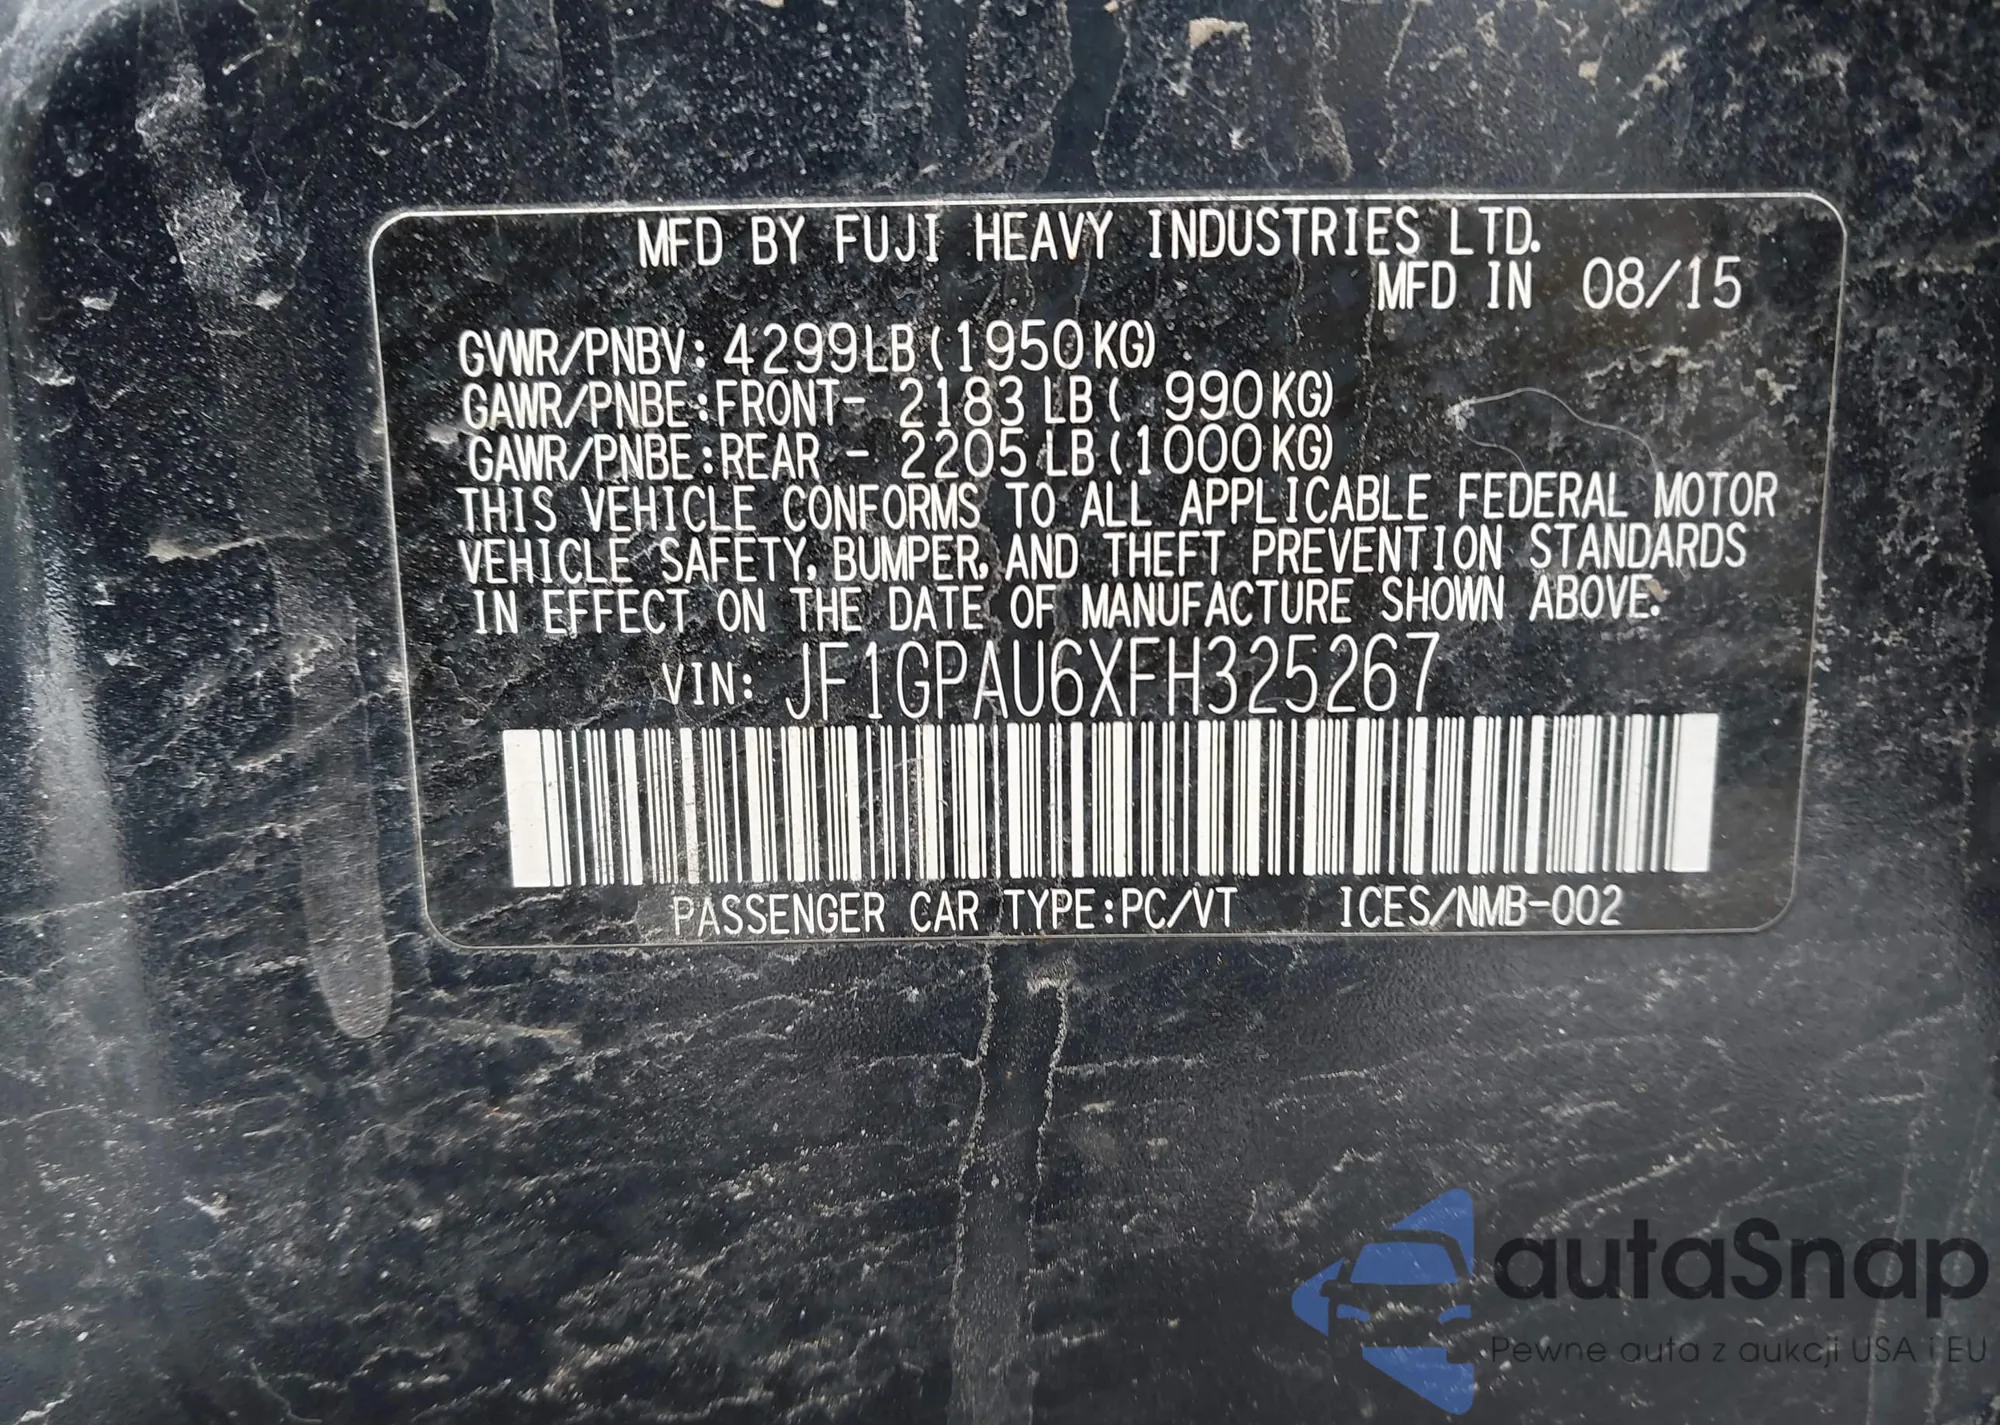 MFD BY FUJI HEAVY INDUSTRIES LTD.
MFD IN 08/15
GVWR/PNBV: 4299LB (1950KG)
GAWR/PNBE:FRONT- 2183 LB ( 990KG)
GAWR/PNBE:REAR - 2205 LB (1000KG)
THIS VEHICLE CONFORMS TO ALL APPLICABLE FEDERAL MOTOR
VEHICLE SAFETY, BUMPER, AND THEFT PREVENTION STANDARDS
IN EFFECT ON THE DATE OF MANUFACTURE SHOWN ABOVE.
VIN: JF1GPAU6XFH325267
PASSENGER CAR TYPE:PC/VT ICES/NMB-002
autaSnap
Pewne auta z aukcji USA i EU